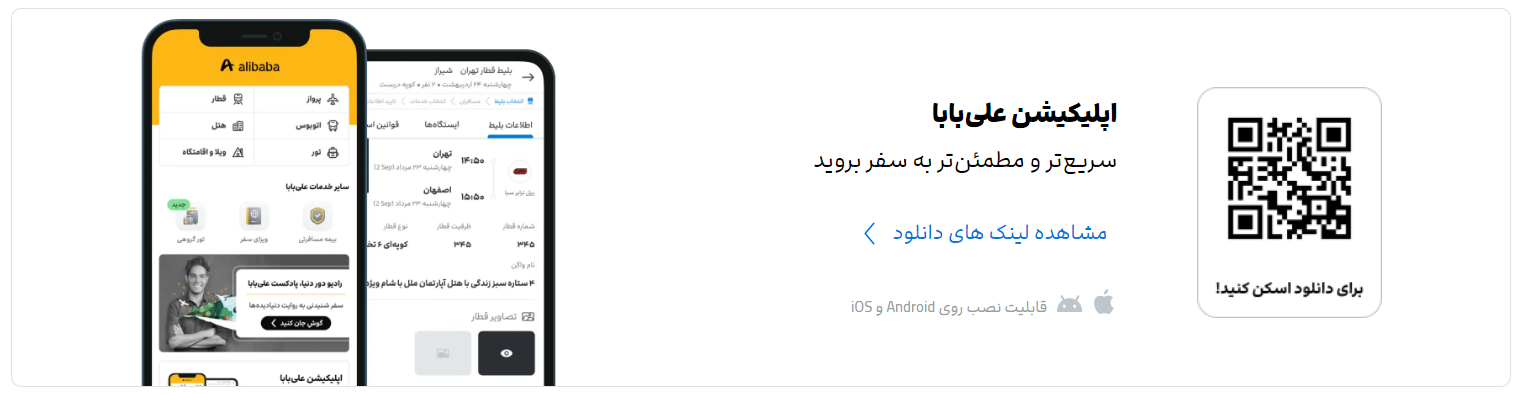 برای دانلود اسکن کنید!
اپلیکیشن علی‌بابا
سریع‌تر و مطمئن‌تر به سفر بروید
مشاهده لینک های دانلود
قابلیت نصب روی Android و iOS
بلیط قطار تهران شیراز
چهارشنبه ۲۴ اردیبهشت • ۲ نفر • کوپه دربست
انتخاب بلیط
مسافران
انتخاب خدمات
تایید اطلاعات
اطلاعات بلیط
ایستگاه‌ها
قوانین
۱۴:۵۰
تهران
چهارشنبه ۲۳ مرداد (2 Sep)
ریل ترابر سبا
۱۵:۵۰
اصفهان
چهارشنبه ۲۳ مرداد (2 Sep)
شماره قطار
ظرفیت قطار
نوع قطار
۳۴۵
۳۴۵
کوپه‌ای ۶
نام واگن
۴ ستاره سبز زندگی با هتل آپارتمان ملل با شام ویژه
تصاویر قطار
alibaba
پرواز
قطار
اتوبوس
هتل
تور
ویلا و اقامتگاه
سایر خدمات علی‌بابا
جدید
بیمه مسافرتی
ویزای سفر
تور گروهی
رادیو دور دنیا، پادکست علی‌بابا
سفر شنیدنی به روایت دنیادیده‌ها
گوش جان کنید
اپلیکیشن علی‌بابا